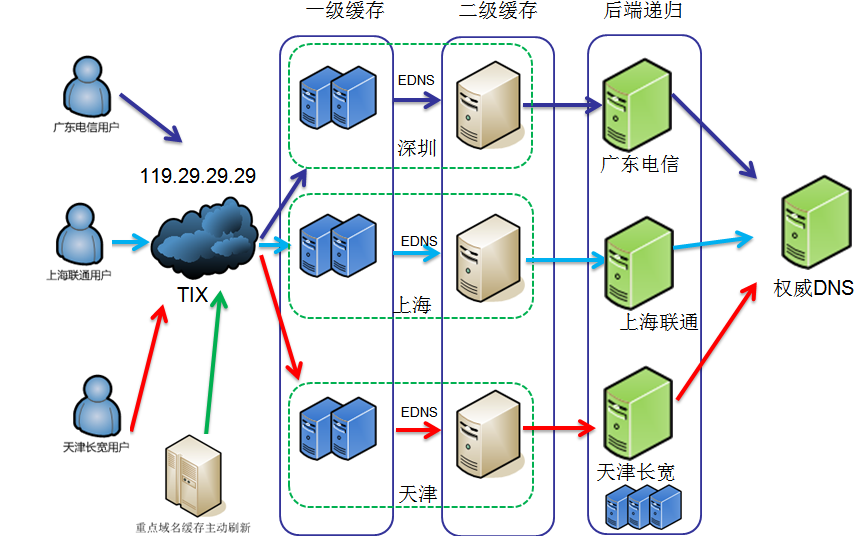 一级缓存
二级缓存
后端递归
广东电信用户
EDNS
深圳
广东电信
119.29.29.29
上海联通用户
TIX
EDNS
上海
上海联通
权威DNS
天津长宽用户
EDNS
天津
天津长宽
重点域名缓存主动刷新